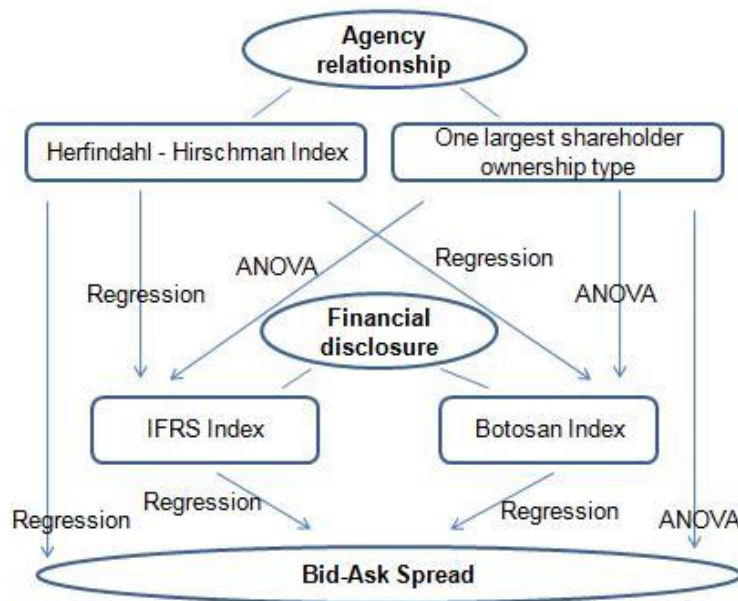 Agency
relationship
Herfindahl - Hirschman Index
One largest shareholder
ownership type
ANOVA
Regression
Regression
ANOVA
Financial
disclosure
IFRS Index
Botosan Index
Regression
Regression
Regression
ANOVA
Bid-Ask Spread